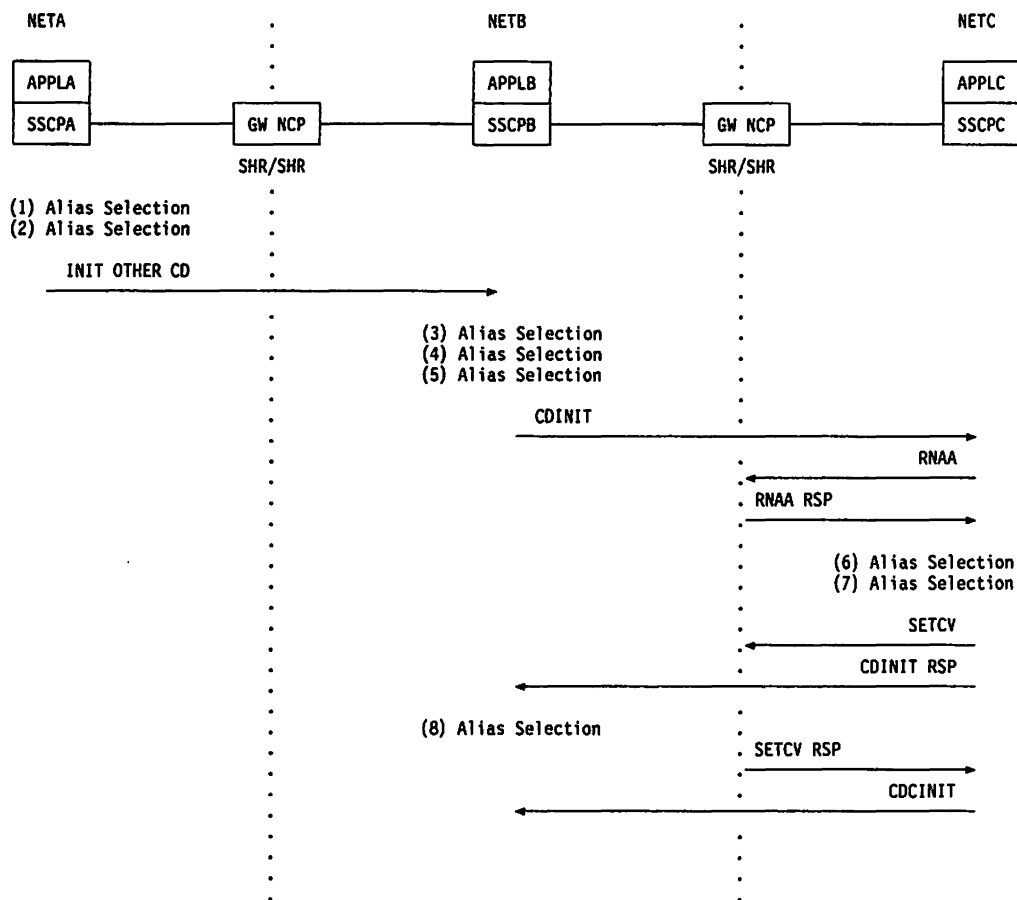 NETA NETB NETC
APPLA APPLB APPLC
SSCPA GW NCP SSCPB GW NCP SSCPC
SHR/SHR SHR/SHR
(1) Alias Selection
(2) Alias Selection
INIT OTHER CD
(3) Alias Selection
(4) Alias Selection
(5) Alias Selection
CDINIT
RNAA
RNAA RSP
(6) Alias Selection
(7) Alias Selection
SETCV
CDINIT RSP
(8) Alias Selection
SETCV RSP
CDCINIT